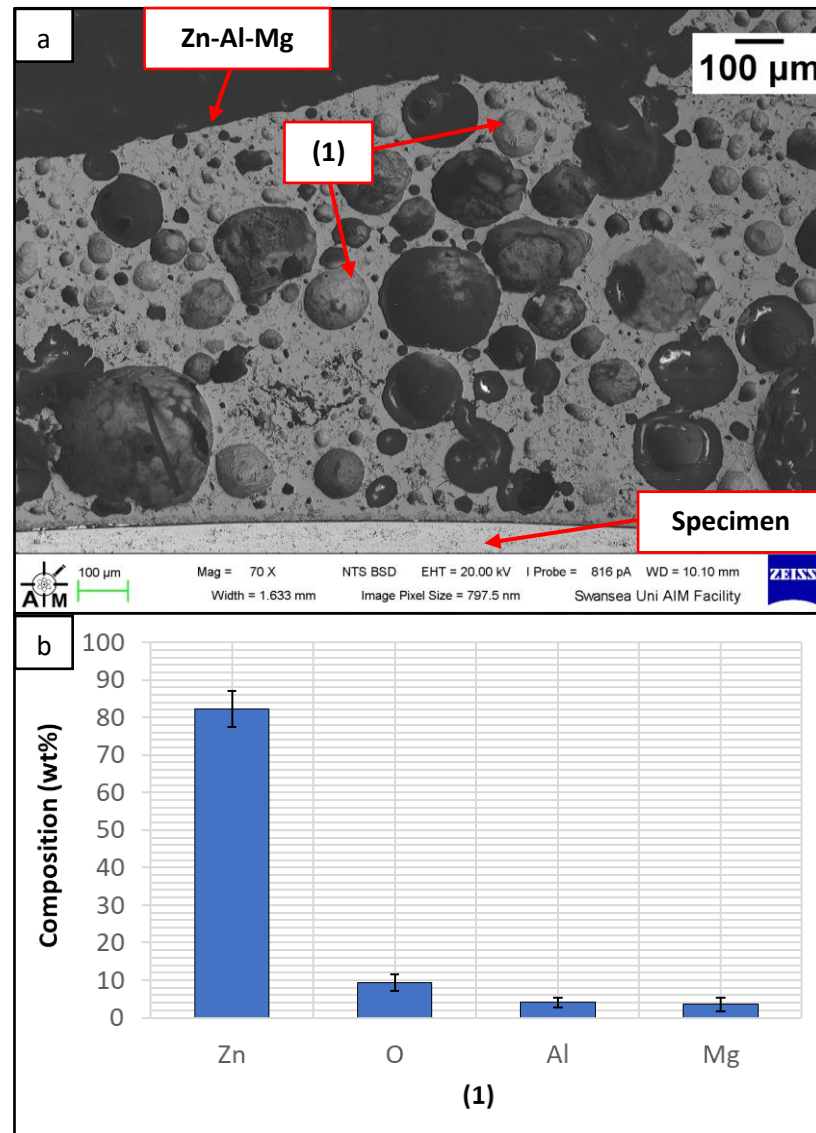 a
Zn-Al-Mg
100 µm
(1)
Specimen
AIM
100 µm
Mag = 70 X
NTS BSD
EHT = 20.00 kV
I Probe = 816 pA
WD = 10.10 mm
Width = 1.633 mm
Image Pixel Size = 797.5 nm
Swansea Uni AIM Facility
ZEISS
b
Composition (wt%)
100
90
80
70
60
50
40
30
20
10
0
Zn
O
Al
Mg
(1)